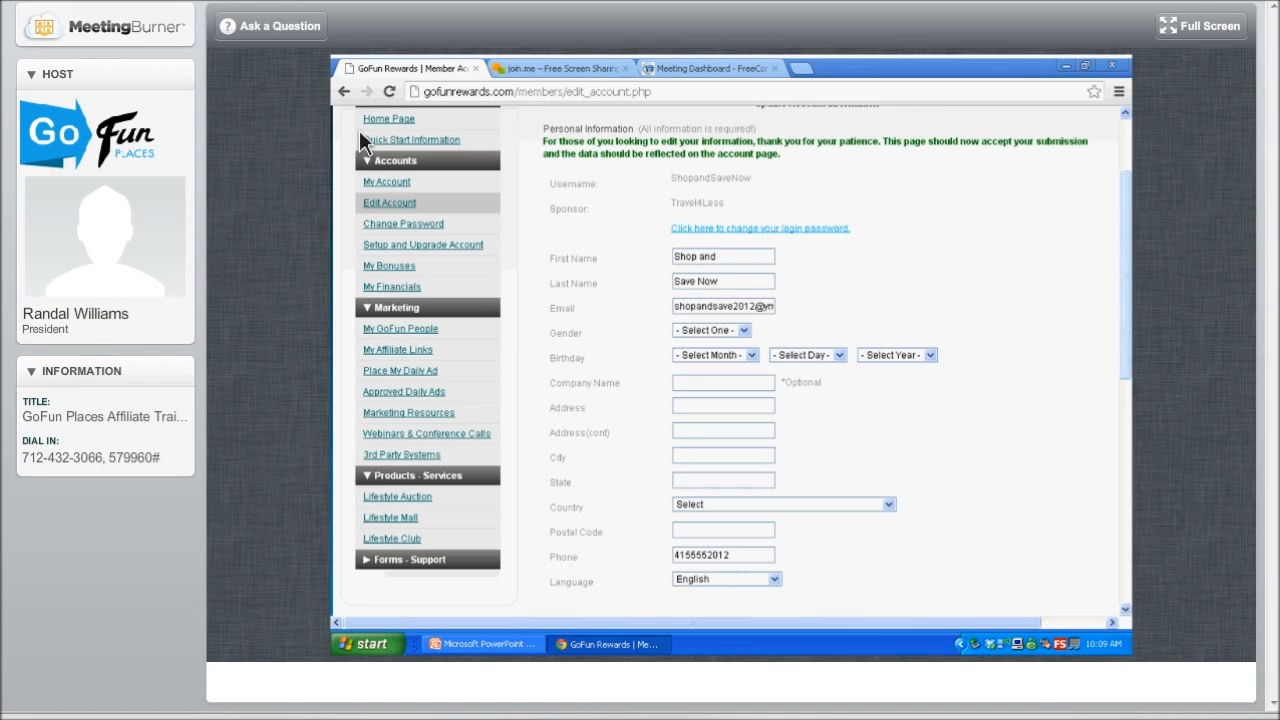 MeetingBurner
Ask a Question
Full Screen
HOST
Go Fun
PLACES
Randal Williams
President
INFORMATION
TITLE:
GoFun Places Affiliate Trai...
DIAL IN:
712-432-3066, 579960#
GoFun Rewards | Member Ac
join.me – Free Screen Sharing
Meeting Dashboard - FreeCon
gofunrewards.com/members/edit_account.php
Home Page
Quick Start Information
Accounts
My Account
Edit Account
Change Password
Setup and Upgrade Account
My Bonuses
My Financials
Marketing
My GoFun People
My Affiliate Links
Place My Daily Ad
Approved Daily Ads
Marketing Resources
Webinars & Conference Calls
3rd Party Systems
Products - Services
Lifestyle Auction
Lifestyle Mall
Lifestyle Club
Forms - Support
Personal Information (All information is required!)
For those of you looking to edit your information, thank you for your patience. This page should now accept your submission
and the data should be reflected on the account page.
Username: ShopandSaveNow
Sponsor: Travel4Less
Click here to change your login password.
First Name Shop and
Last Name Save Now
Email shopandsave2012@
Gender - Select One -
Birthday - Select Month - - Select Day - - Select Year -
Company Name *Optional
Address
Address(cont)
City
State
Country Select
Postal Code
Phone 4155552012
Language English
start
Microsoft PowerPoint ...
GoFun Rewards | Me...
FS
10:09 AM